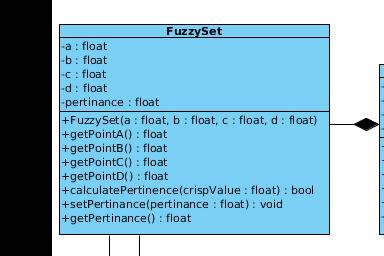 FuzzySet
-a : float
-b : float
-c : float
-d : float
-pertinance : float
+FuzzySet(a : float, b : float, c : float, d : float)
+getPointA() : float
+getPointB() : float
+getPointC() : float
+getPointD() : float
+calculatePertinence(crispValue : float) : bool
+setPertinance(pertinance : float) : void
+getPertinance() : float